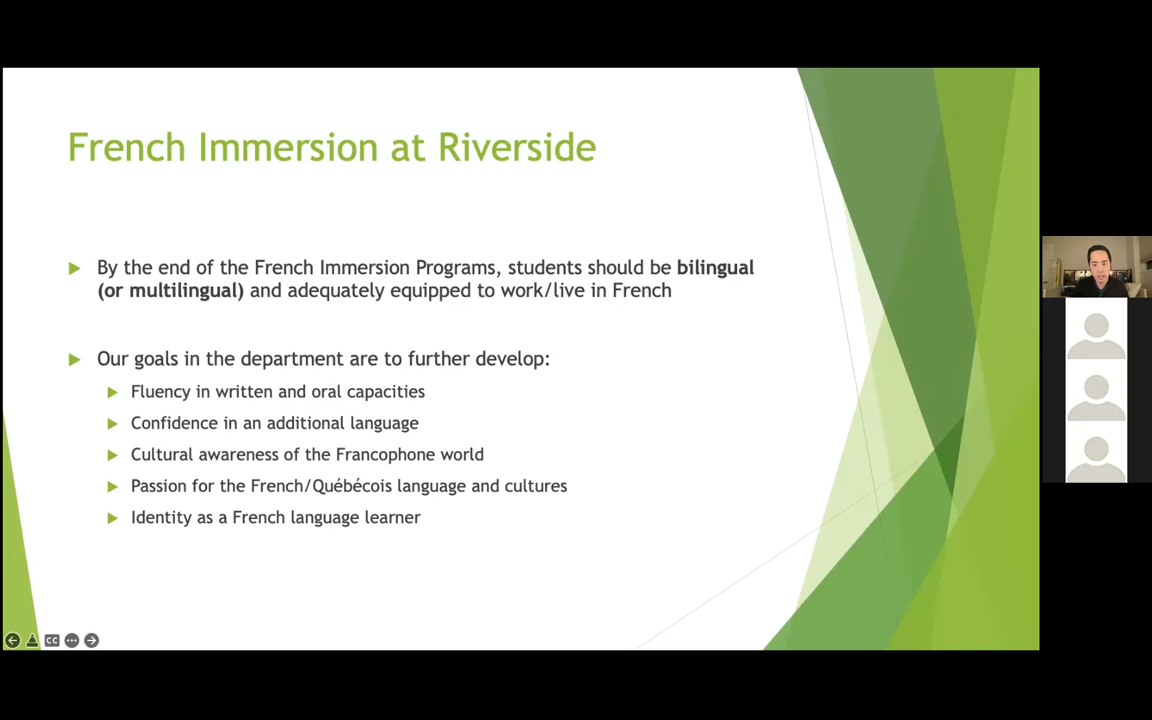 French Immersion at Riverside
By the end of the French Immersion Programs, students should be bilingual
(or multilingual) and adequately equipped to work/live in French
Our goals in the department are to further develop:
Fluency in written and oral capacities
Confidence in an additional language
Cultural awareness of the Francophone world
Passion for the French/Québécois language and cultures
Identity as a French language learner
CC